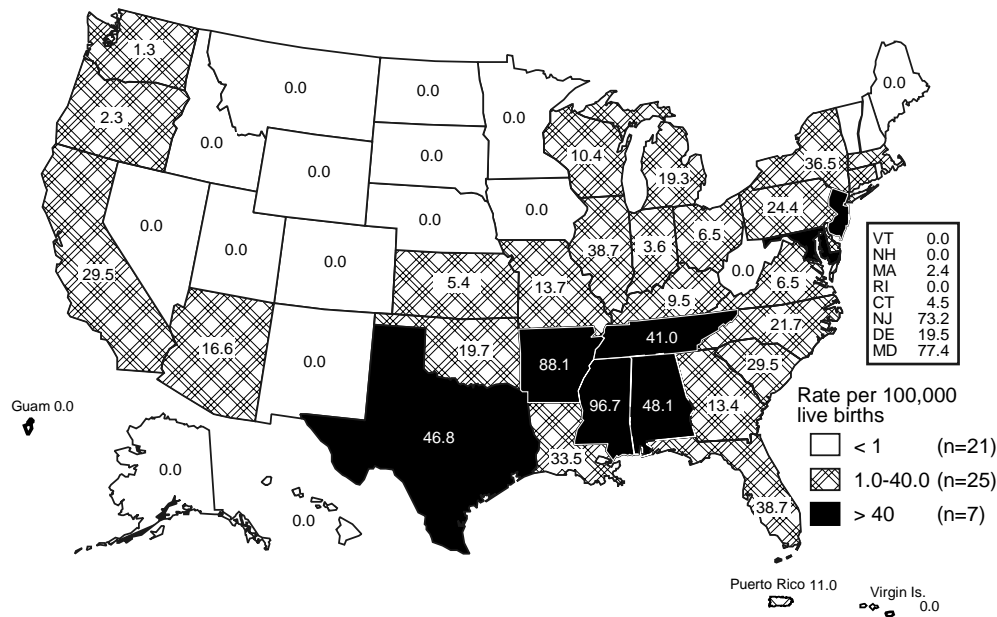 1.3
0.0
0.0
0.0
0.0
2.3
0.0
0.0
0.0
10.4
19.3
36.5
0.0
0.0
0.0
24.4
29.5
0.0
0.0
5.4
13.7
38.7
3.6
6.5
0.0
6.5
9.5
16.6
0.0
19.7
88.1
41.0
21.7
29.5
46.8
96.7
48.1
13.4
33.5
38.7
VT 0.0
NH 0.0
MA 2.4
RI 0.0
CT 4.5
NJ 73.2
DE 19.5
MD 77.4
Rate per 100,000
live births
< 1 (n=21)
1.0-40.0 (n=25)
> 40 (n=7)
Guam 0.0
0.0
0.0
Puerto Rico 11.0
Virgin Is.
0.0